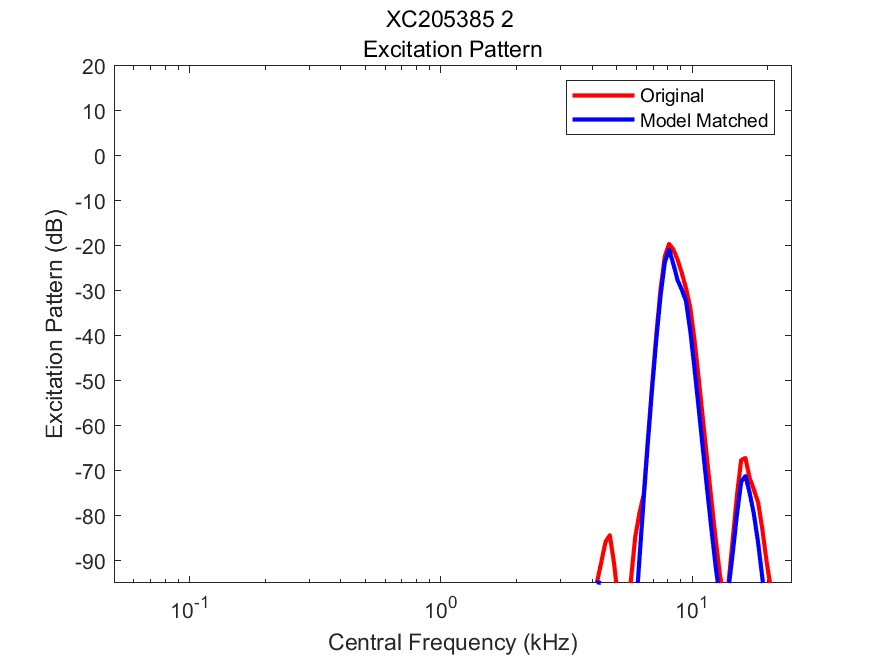 XC205385 2
Excitation Pattern
Original
Model Matched
Excitation Pattern (dB)
20
10
0
-10
-20
-30
-40
-50
-60
-70
-80
-90
10^-1
10^0
10^1
Central Frequency (kHz)